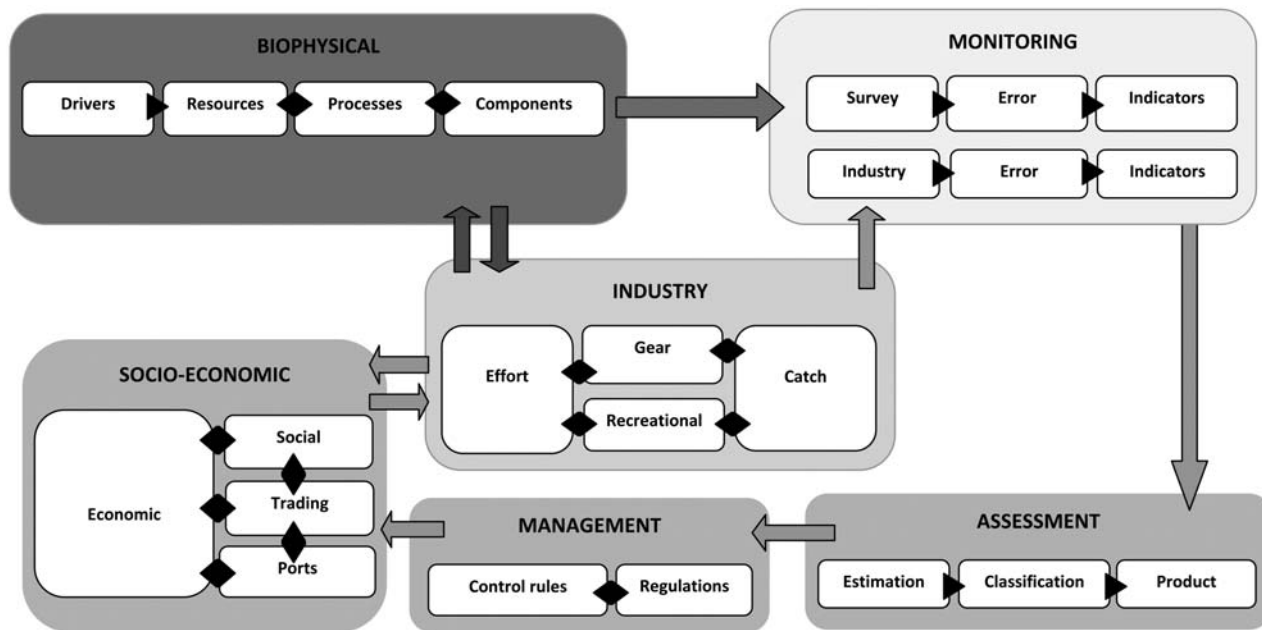 BIOPHYSICAL
Drivers
Resources
Processes
Components
MONITORING
Survey
Error
Indicators
Industry
Error
Indicators
INDUSTRY
Effort
Gear
Recreational
Catch
SOCIO-ECONOMIC
Economic
Social
Trading
Ports
MANAGEMENT
Control rules
Regulations
ASSESSMENT
Estimation
Classification
Product